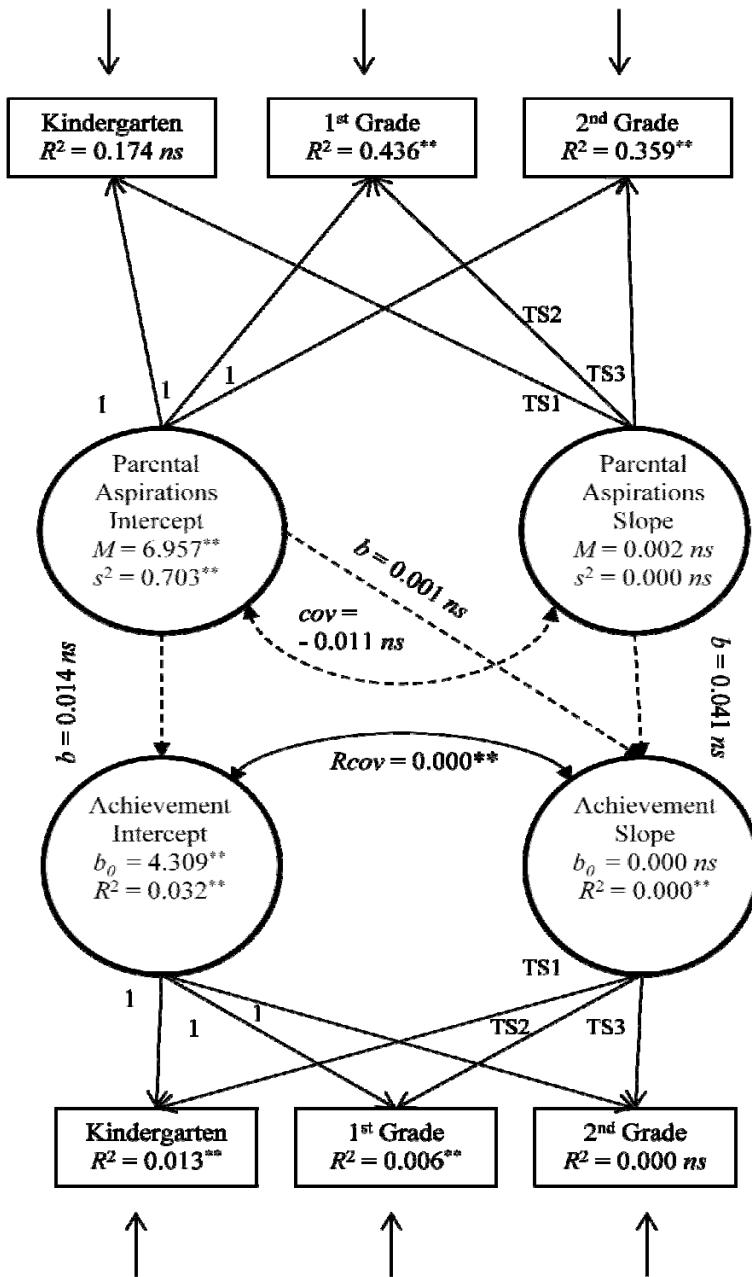 Kindergarten
R² = 0.174 ns
1st Grade
R² = 0.436**
2nd Grade
R² = 0.359**
TS2
TS3
TS1
1
1
1
Parental
Aspirations
Intercept
M = 6.957**
s² = 0.703**
Parental
Aspirations
Slope
M = 0.002 ns
s² = 0.000 ns
b = 0.001 ns
cov =
- 0.011 ns
b = 0.014 ns
b = 0.041 ns
Rcov = 0.000**
Achievement
Intercept
b₀ = 4.309**
R² = 0.032**
Achievement
Slope
b₀ = 0.000 ns
R² = 0.000**
TS1
1
1
1
TS2
TS3
Kindergarten
R² = 0.013**
1st Grade
R² = 0.006**
2nd Grade
R² = 0.000 ns